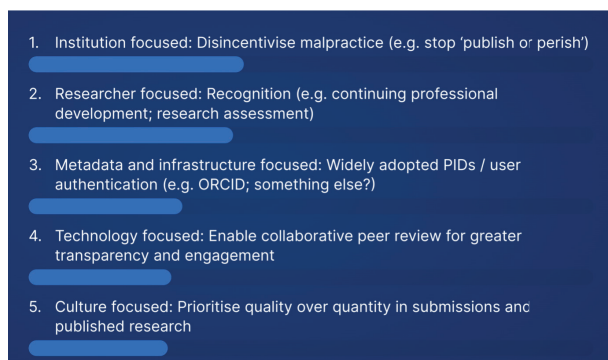 1. Institution focused: Disincentivise malpractice (e.g. stop ‘publish or perish’)
2. Researcher focused: Recognition (e.g. continuing professional
development; research assessment)
3. Metadata and infrastructure focused: Widely adopted PIDs / user
authentication (e.g. ORCID; something else?)
4. Technology focused: Enable collaborative peer review for greater
transparency and engagement
5. Culture focused: Prioritise quality over quantity in submissions and
published research